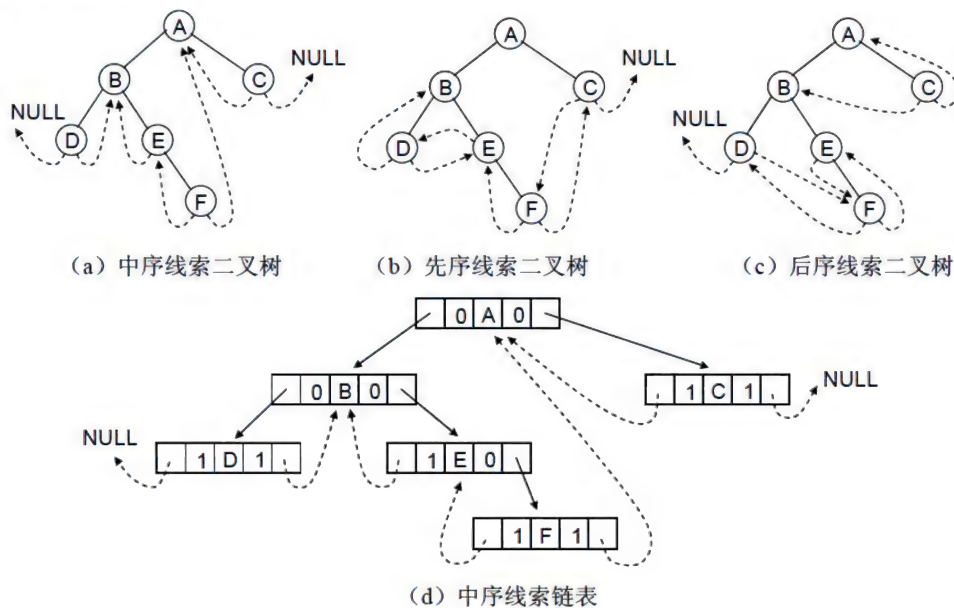 A
B
C
D
E
F
NULL
NULL
(a) 中序线索二叉树
A
B
C
D
E
F
NULL
(b) 先序线索二叉树
A
B
C
D
E
F
NULL
(c) 后序线索二叉树
0 A 0
0 B 0
1 C 1
NULL
NULL
1 D 1
1 E 0
1 F 1
(d) 中序线索链表